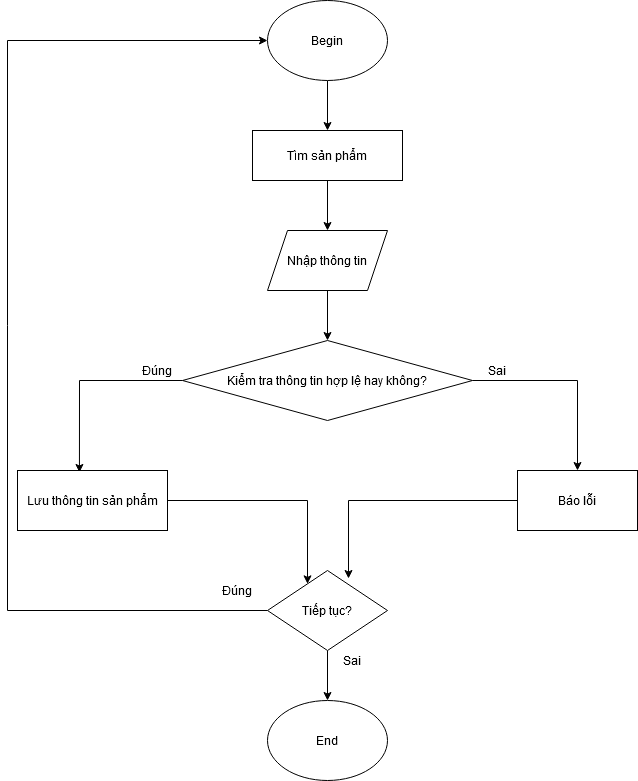 Begin
Tìm sản phẩm
Nhập thông tin
Kiểm tra thông tin hợp lệ hay không?
Đúng
Sai
Lưu thông tin sản phẩm
Báo lỗi
Đúng
Tiếp tục?
Sai
End